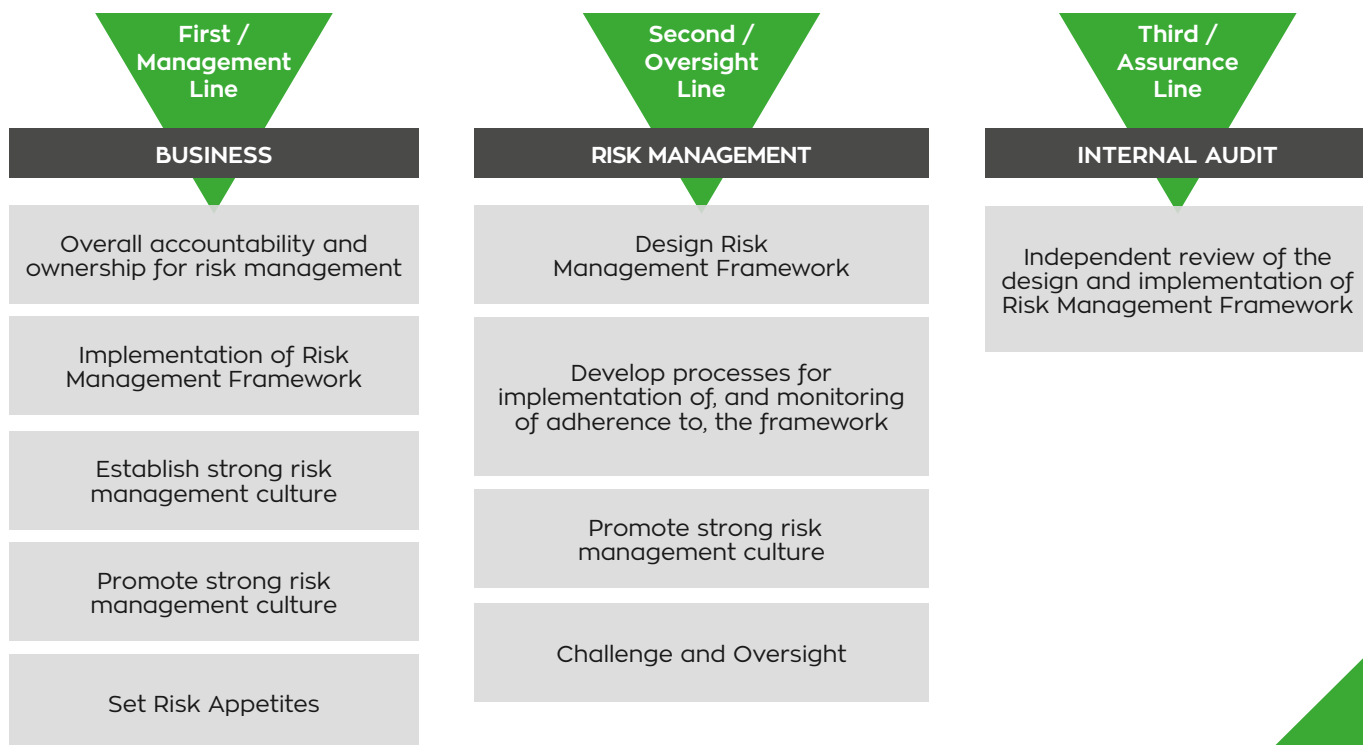 First /
Management
Line
BUSINESS
Overall accountability and
ownership for risk management
Implementation of Risk
Management Framework
Establish strong risk
management culture
Promote strong risk
management culture
Set Risk Appetites
Second /
Oversight
Line
RISK MANAGEMENT
Design Risk
Management Framework
Develop processes for
implementation of, and monitoring
of adherence to, the framework
Promote strong risk
management culture
Challenge and Oversight
Third /
Assurance
Line
INTERNAL AUDIT
Independent review of the
design and implementation of
Risk Management Framework